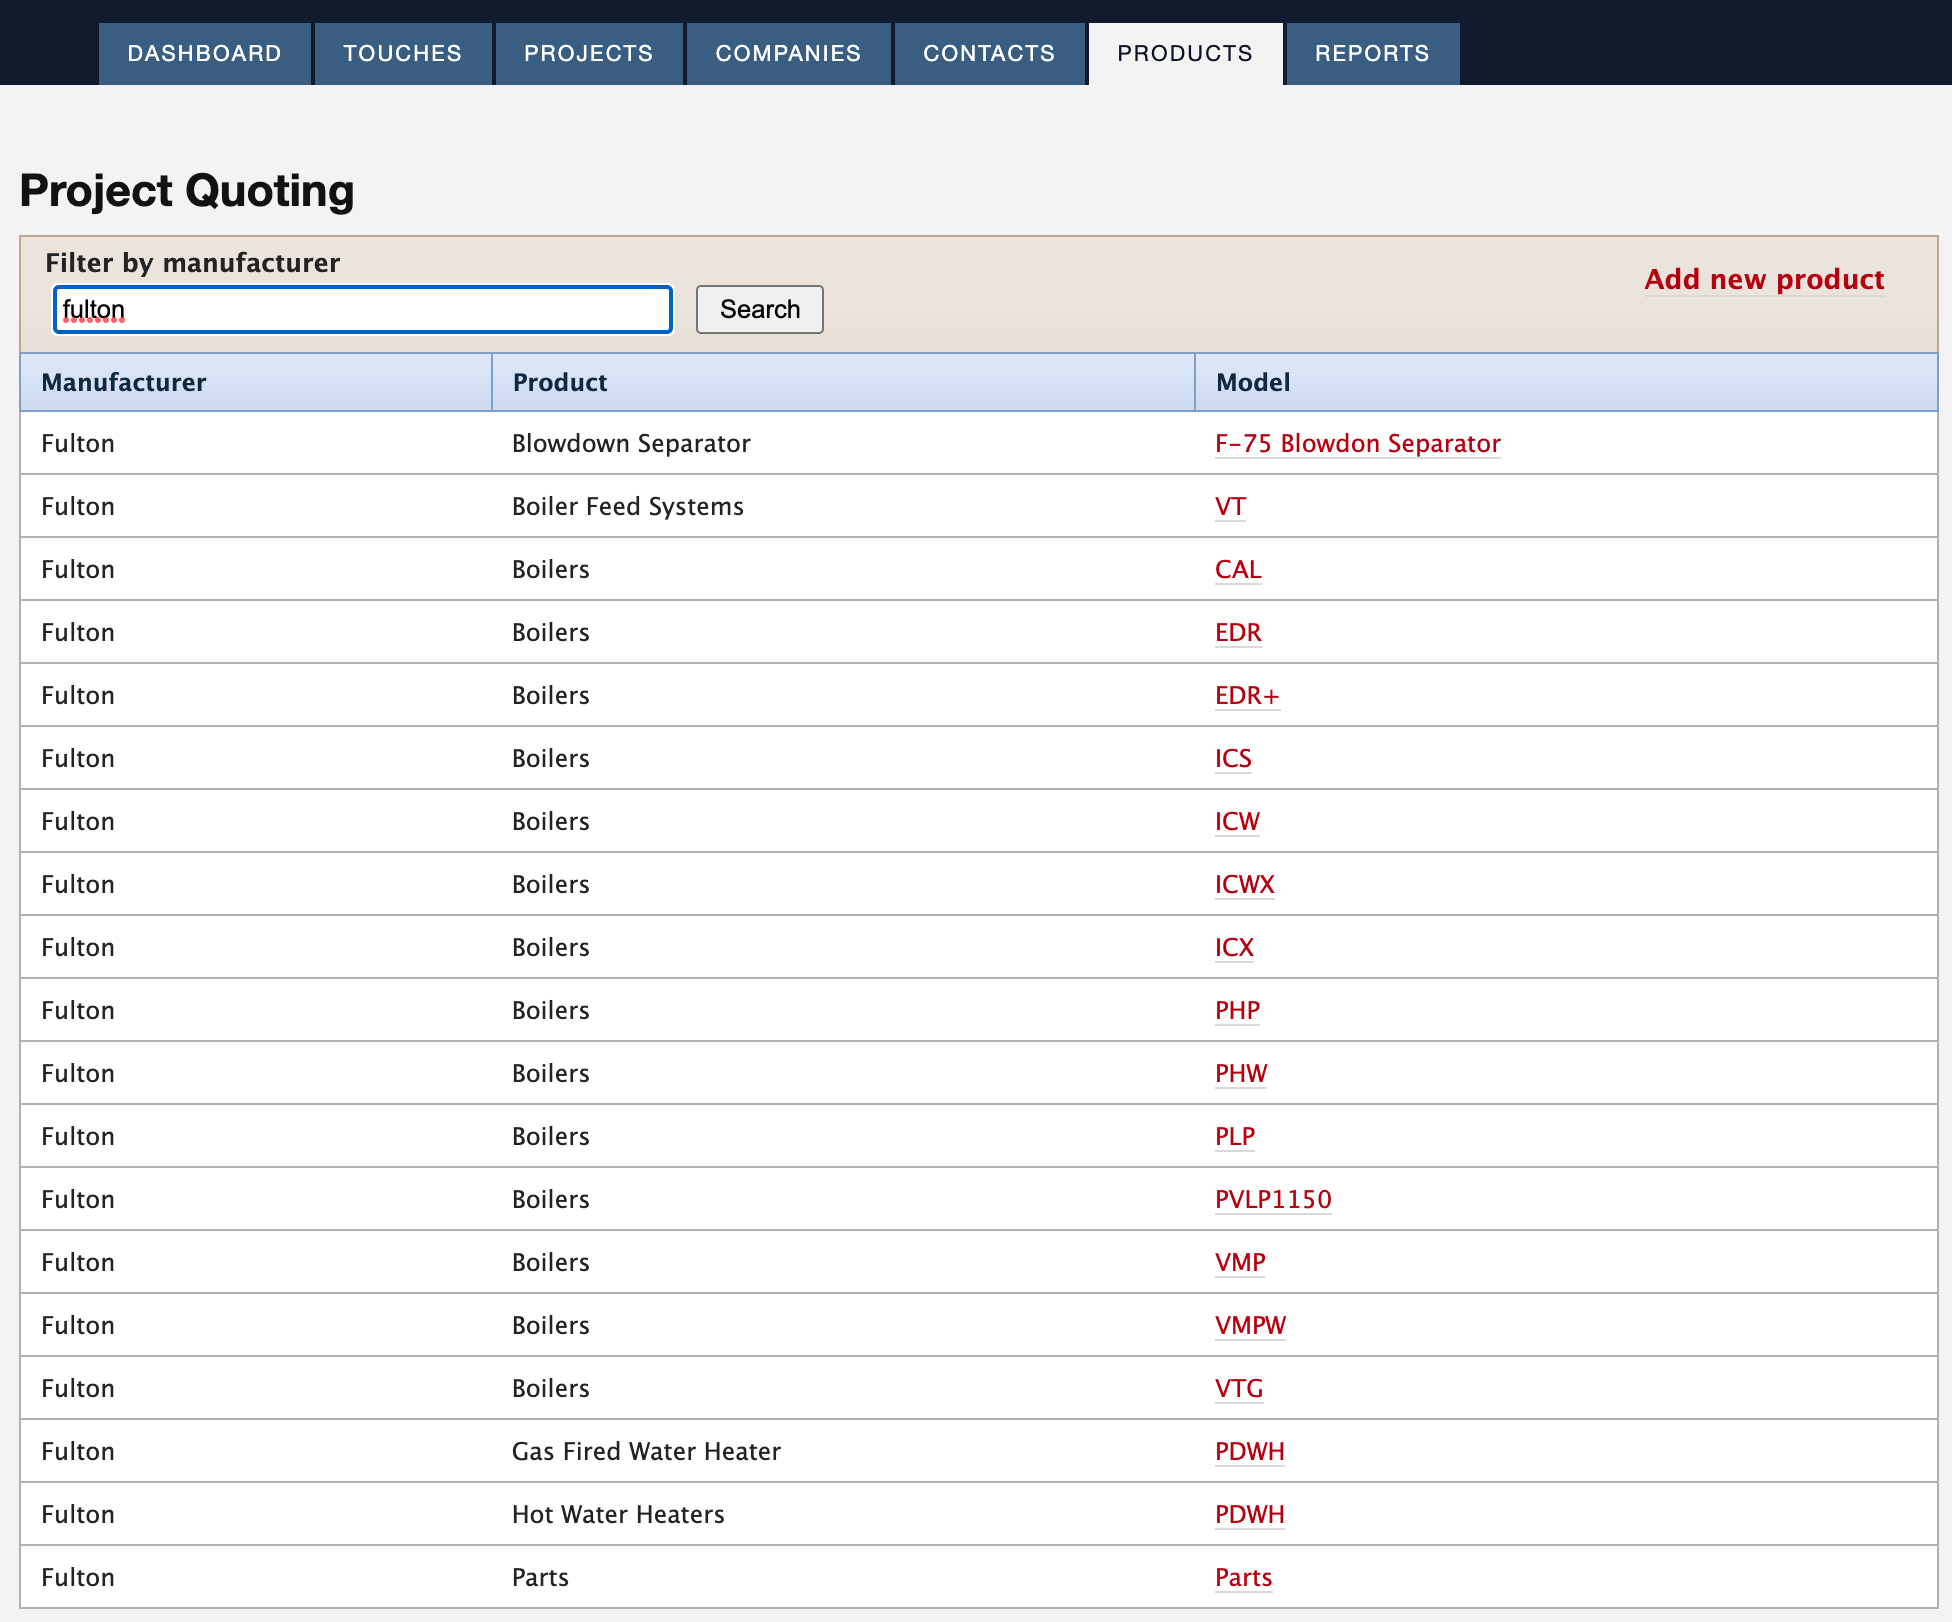 DASHBOARD TOUCHES PROJECTS COMPANIES CONTACTS PRODUCTS REPORTS
Project Quoting
Filter by manufacturer
Add new product
fulton Search
Manufacturer Product Model
Fulton Blowdown Separator F-75 Blowdon Separator
Fulton Boiler Feed Systems VT
Fulton Boilers CAL
Fulton Boilers EDR
Fulton Boilers EDR+
Fulton Boilers ICS
Fulton Boilers ICW
Fulton Boilers ICWX
Fulton Boilers ICX
Fulton Boilers PHP
Fulton Boilers PHW
Fulton Boilers PLP
Fulton Boilers PVLP1150
Fulton Boilers VMP
Fulton Boilers VMPW
Fulton Boilers VTG
Fulton Gas Fired Water Heater PDWH
Fulton Hot Water Heaters PDWH
Fulton Parts Parts